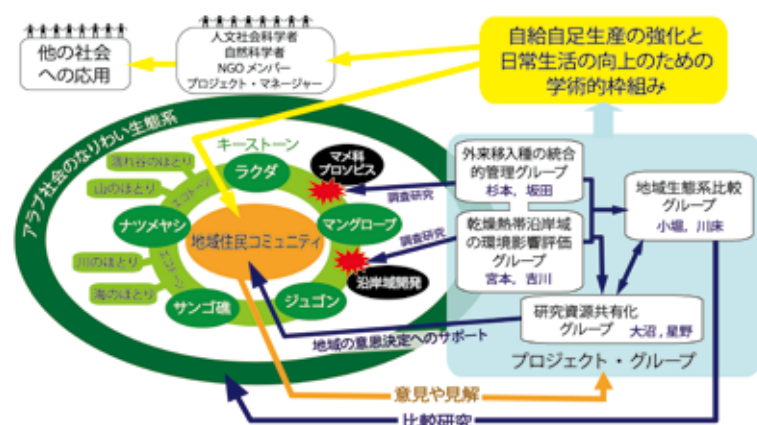 他の社会
への応用
人文社会科学者
自然科学者
NGOメンバー
プロジェクト・マネージャー
自給自足生産の強化と
日常生活の向上のための
学術的枠組み
アラブ社会のなりわい生態系
キーストーン
ラクダ
マメ科
プロソピス
涸れ谷のほとり
山のほとり
エコトーン
ナツメヤシ
マングローブ
地域住民コミュニティ
川のほとり
海のほとり
エコトーン
サンゴ礁
ジュゴン
沿岸域開発
調査研究
調査研究
外来移入種の統合
的管理グループ
杉本，坂田
乾燥熱帯沿岸域
の環境影響評価
グループ
宮本，吉川
地域生態系比較
グループ
小堀，川床
研究資源共有化
グループ 大沼，星野
プロジェクト・グループ
地域の意思決定へのサポート
意見や見解
比較研究